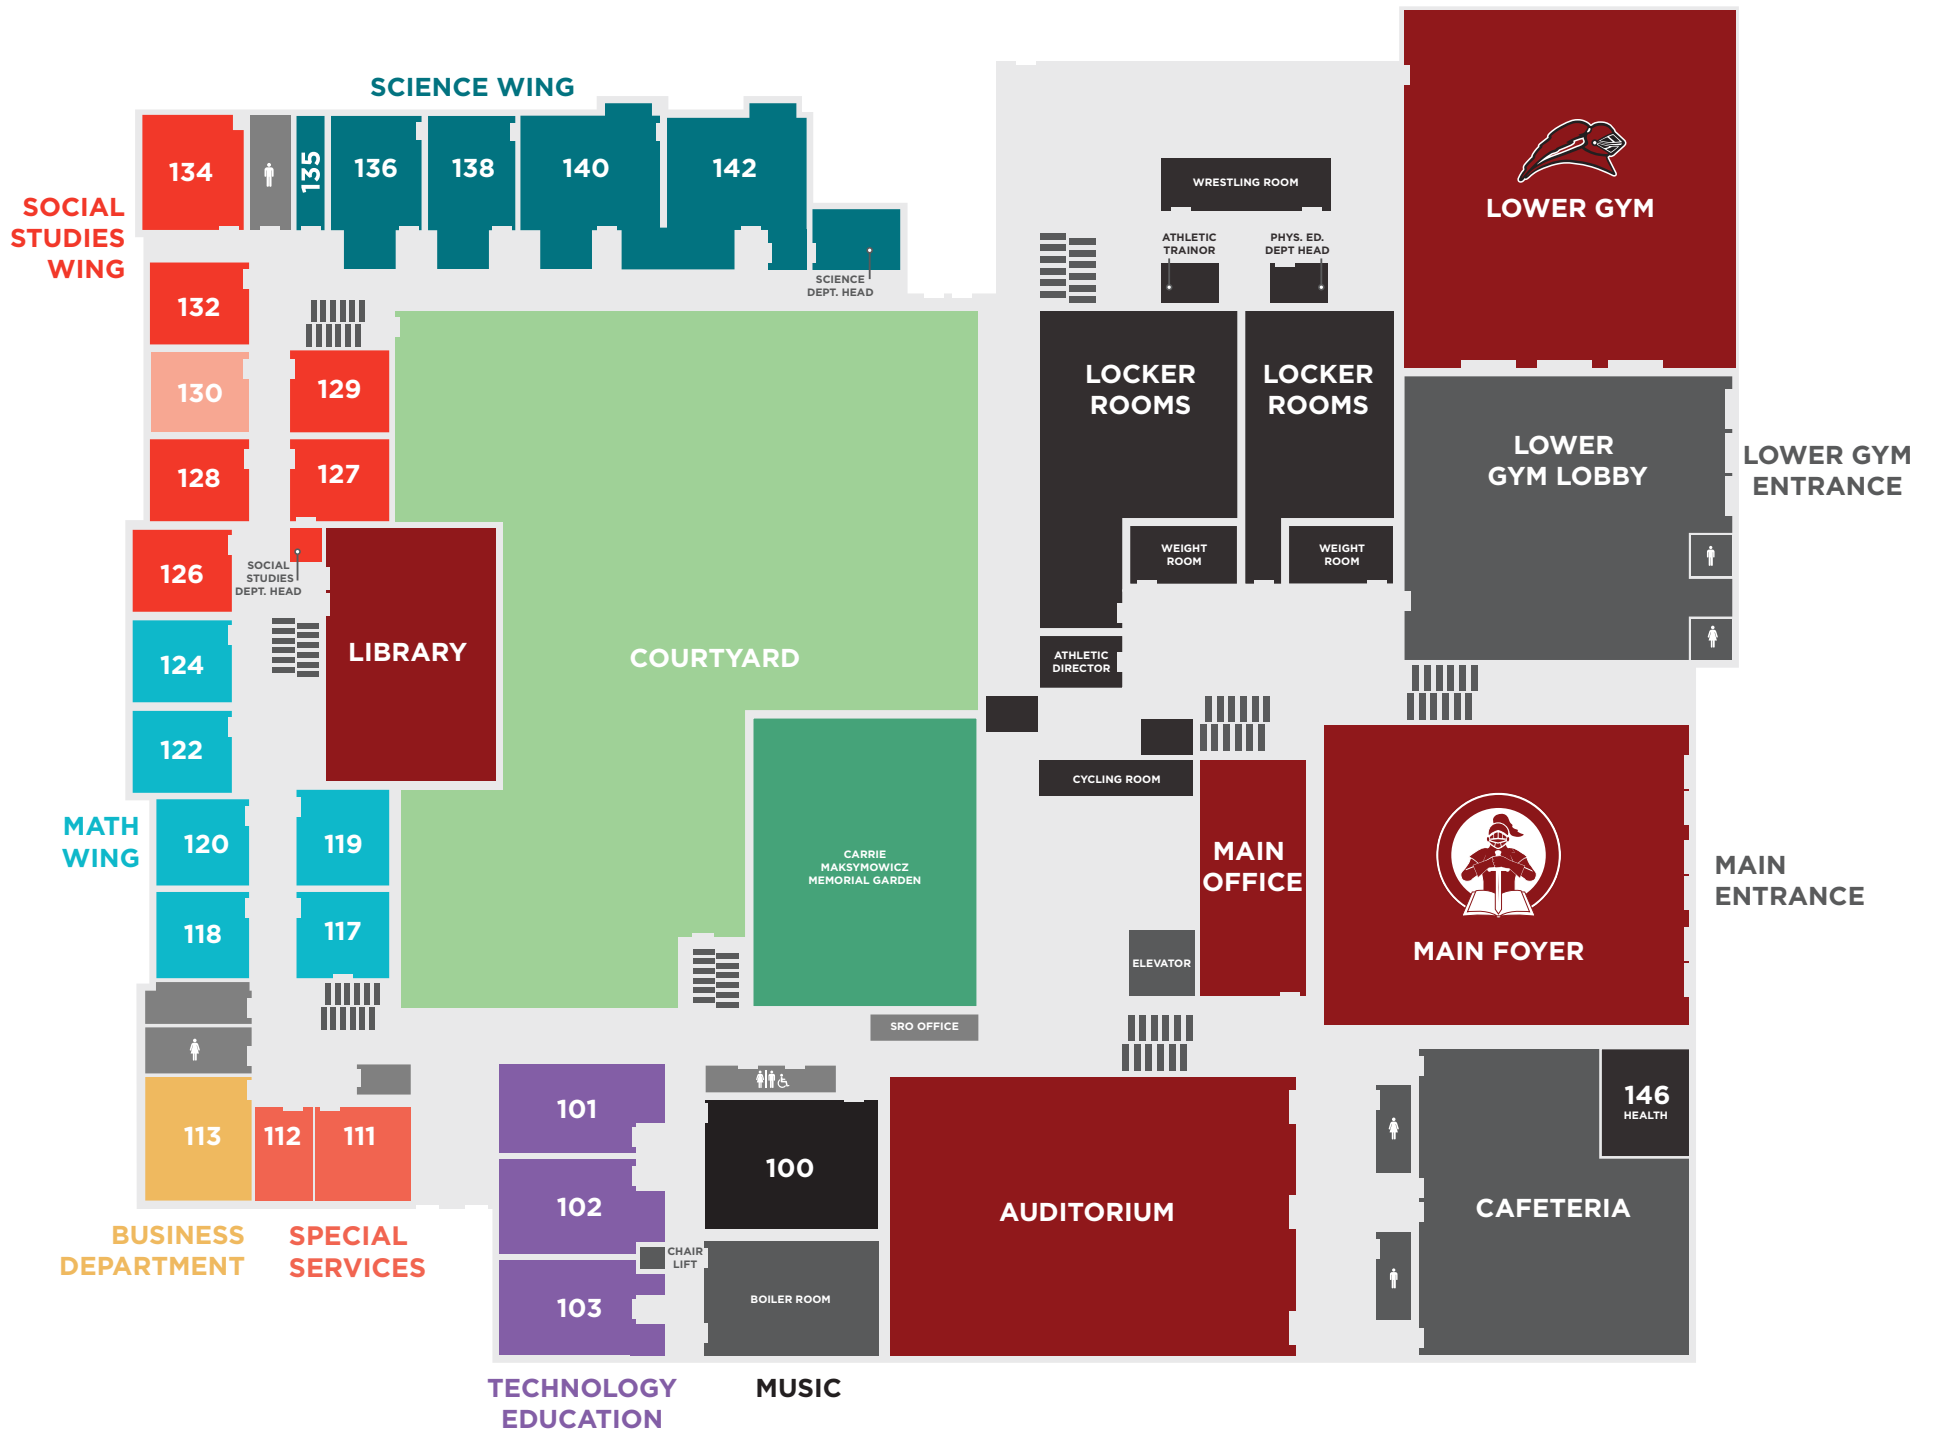 SCIENCE WING
134
135
136
138
140
142
SOCIAL
STUDIES
WING
SCIENCE
DEPT. HEAD
132
130
129
128
127
126
SOCIAL
STUDIES
DEPT. HEAD
LIBRARY
COURTYARD
124
122
MATH
WING
120
119
118
117
CARRIE
MAKSYMOWICZ
MEMORIAL GARDEN
WRESTLING ROOM
ATHLETIC
TRAINOR
PHYS. ED.
DEPT HEAD
LOWER GYM
LOCKER
ROOMS
LOCKER
ROOMS
LOWER
GYM LOBBY
LOWER GYM
ENTRANCE
WEIGHT
ROOM
WEIGHT
ROOM
ATHLETIC
DIRECTOR
CYCLING ROOM
MAIN
OFFICE
ELEVATOR
MAIN FOYER
MAIN
ENTRANCE
SRO OFFICE
113
112
111
BUSINESS
DEPARTMENT
SPECIAL
SERVICES
101
102
103
CHAIR
LIFT
100
BOILER ROOM
AUDITORIUM
146
HEALTH
CAFETERIA
TECHNOLOGY
EDUCATION
MUSIC